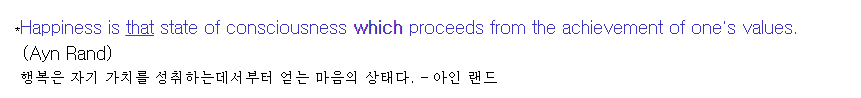 *Happiness is that state of consciousness which proceeds from the achievement of one's values.
(Ayn Rand)
행복은 자기 가치를 성취하는데서부터 얻는 마음의 상태다. - 아인 랜드